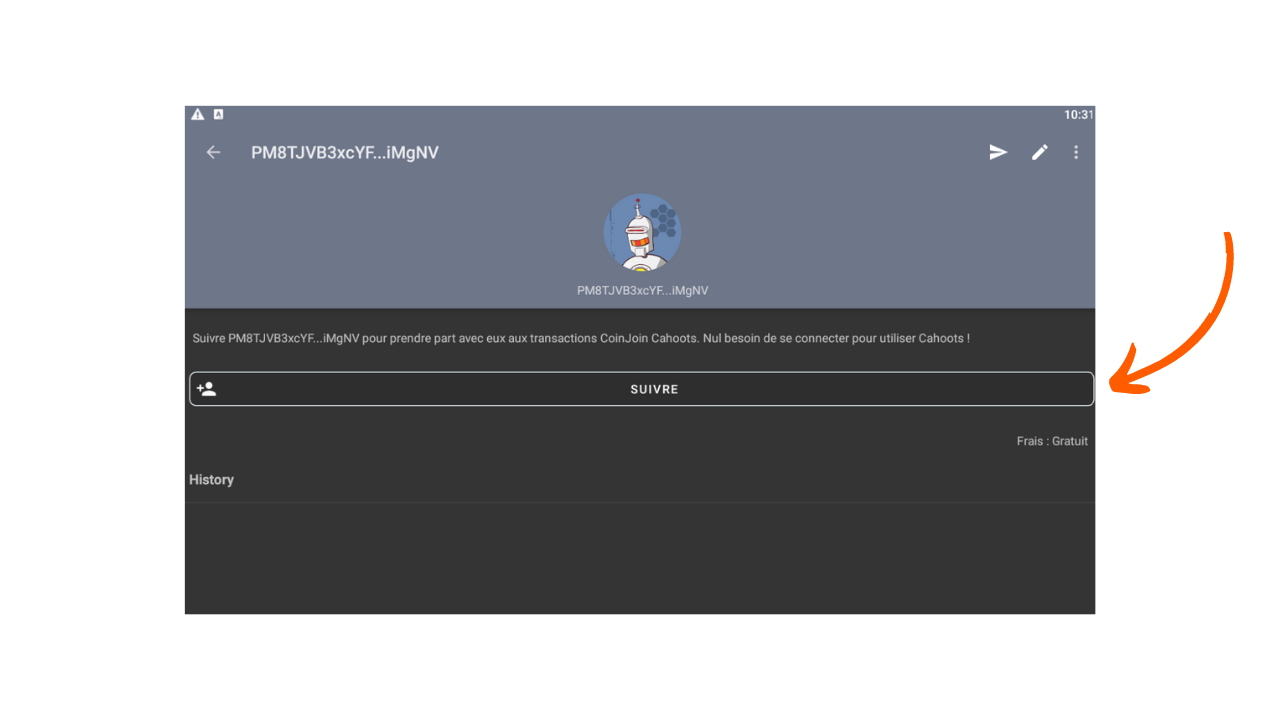 10:31
PM8TJVB3xcYF...iMgNV
PM8TJVB3xcYF...iMgNV
Suivre PM8TJVB3xcYF...iMgNV pour prendre part avec eux aux transactions CoinJoin Cahoots. Nul besoin de se connecter pour utiliser Cahoots !
SUIVRE
Frais : Gratuit
History